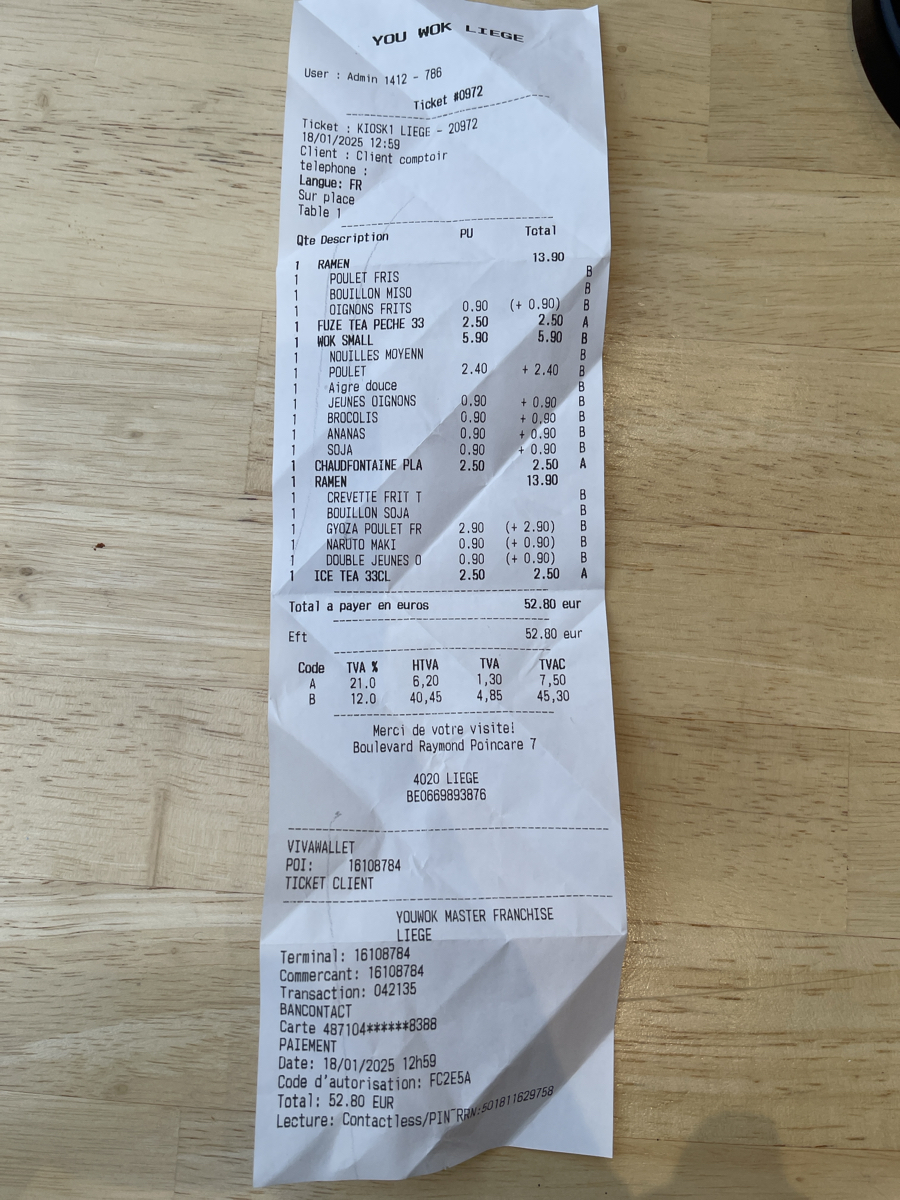 YOU WOK LIEGE
User : Admin 1412 - 786
Ticket #0972
Ticket : KIOSK1 LIEGE - 20972
18/01/2025 12:59
Client : Client comptoir
telephone :
Langue: FR
Sur place
Table 1
Qte Description PU Total
1 RAMEN 13.90
1 POULET FRIS B
1 BOUILLON MISO B
1 OIGNONS FRITS 0.90 (+ 0.90) B
1 FUZE TEA PECHE 33 2.50 2.50 A
1 WOK SMALL 5.90 5.90 B
1 NOUILLES MOYENN B
1 POULET 2.40 + 2.40 B
1 Aigre douce B
1 JEUNES OIGNONS 0.90 + 0.90 B
1 BROCOLIS 0.90 + 0.90 B
1 ANANAS 0.90 + 0.90 B
1 SOJA 0.90 + 0.90 B
1 CHAUDFONTAINE PLA 2.50 2.50 A
1 RAMEN 13.90
1 CREVETTE FRIT T B
1 BOUILLON SOJA B
1 GYOZA POULET FR 2.90 (+ 2.90) B
1 NARUTO MAKI 0.90 (+ 0.90) B
1 DOUBLE JEUNES O 0.90 (+ 0.90) B
1 ICE TEA 33CL 2.50 2.50 A
Total a payer en euros 52.80 eur
Eft 52.80 eur
Code TVA % HTVA TVA TVAC
A 21.0 6,20 1,30 7,50
B 12.0 40,45 4,85 45,30
Merci de votre visite!
Boulevard Raymond Poincare 7
4020 LIEGE
BE0669893876
VIVAWALLET
POI: 16108784
TICKET CLIENT
YOUWOK MASTER FRANCHISE
LIEGE
Terminal: 16108784
Commercant: 16108784
Transaction: 042135
BANCONTACT
Carte 487104******8388
PAIEMENT
Date: 18/01/2025 12h59
Code d'autorisation: FC2E5A
Total: 52.80 EUR
Lecture: Contactless/PIN RRN:501811629758